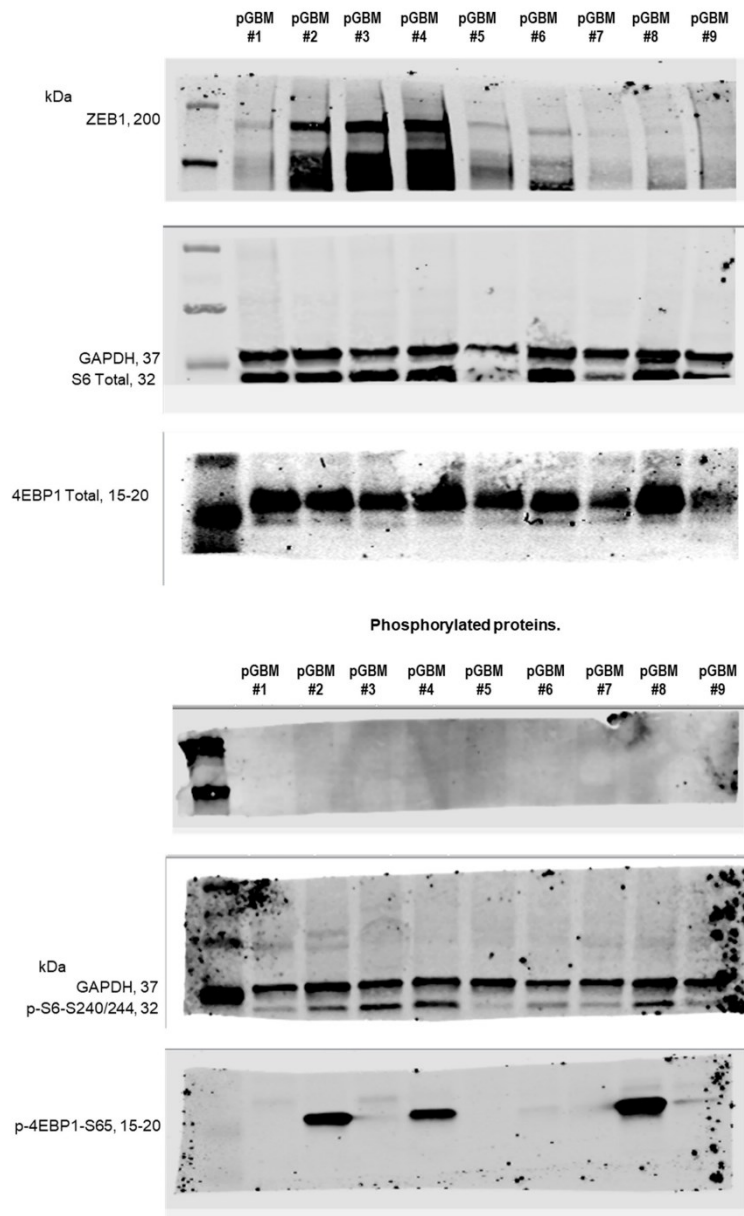 pGBM pGBM pGBM pGBM pGBM pGBM pGBM pGBM pGBM
#1 #2 #3 #4 #5 #6 #7 #8 #9
kDa
ZEB1, 200
GAPDH, 37
S6 Total, 32
4EBP1 Total, 15-20
Phosphorylated proteins.
pGBM pGBM pGBM pGBM pGBM pGBM pGBM pGBM pGBM
#1 #2 #3 #4 #5 #6 #7 #8 #9
kDa
GAPDH, 37
p-S6-S240/244, 32
p-4EBP1-S65, 15-20